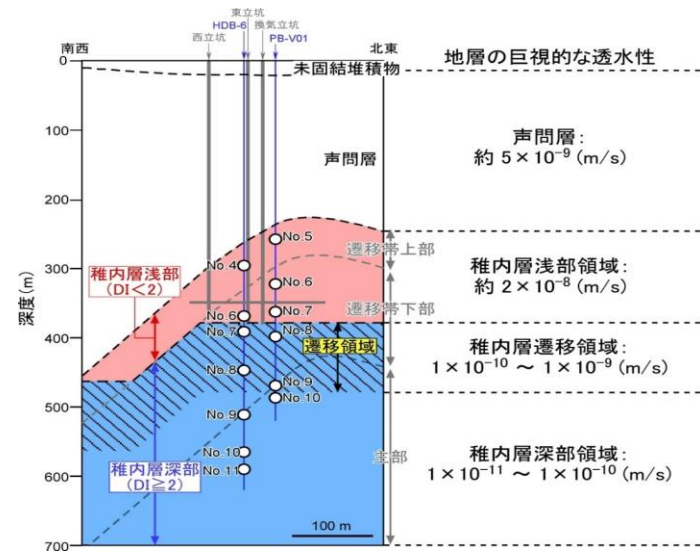 東立坑
HDB-6
換気立坑
西立坑
PB-V01
南西
北東
地層の巨視的な透水性
0
未固結堆積物
100
声問層
声問層:
約 5×10⁻⁹ (m/s)
200
No.5
遷移帯上部
No.4
300
稚内層浅部
(DI<2)
No.6
稚内層浅部領域:
約 2×10⁻⁸ (m/s)
深度(m)
No.6
No.7
遷移帯下部
No.7
No.8
400
遷移領域
稚内層遷移領域:
1×10⁻¹⁰ ~ 1×10⁻⁹ (m/s)
No.8
No.9
No.10
500
No.9
No.10
主部
稚内層深部領域:
1×10⁻¹¹ ~ 1×10⁻¹⁰ (m/s)
稚内層深部
(DI≧2)
No.11
600
100 m
700